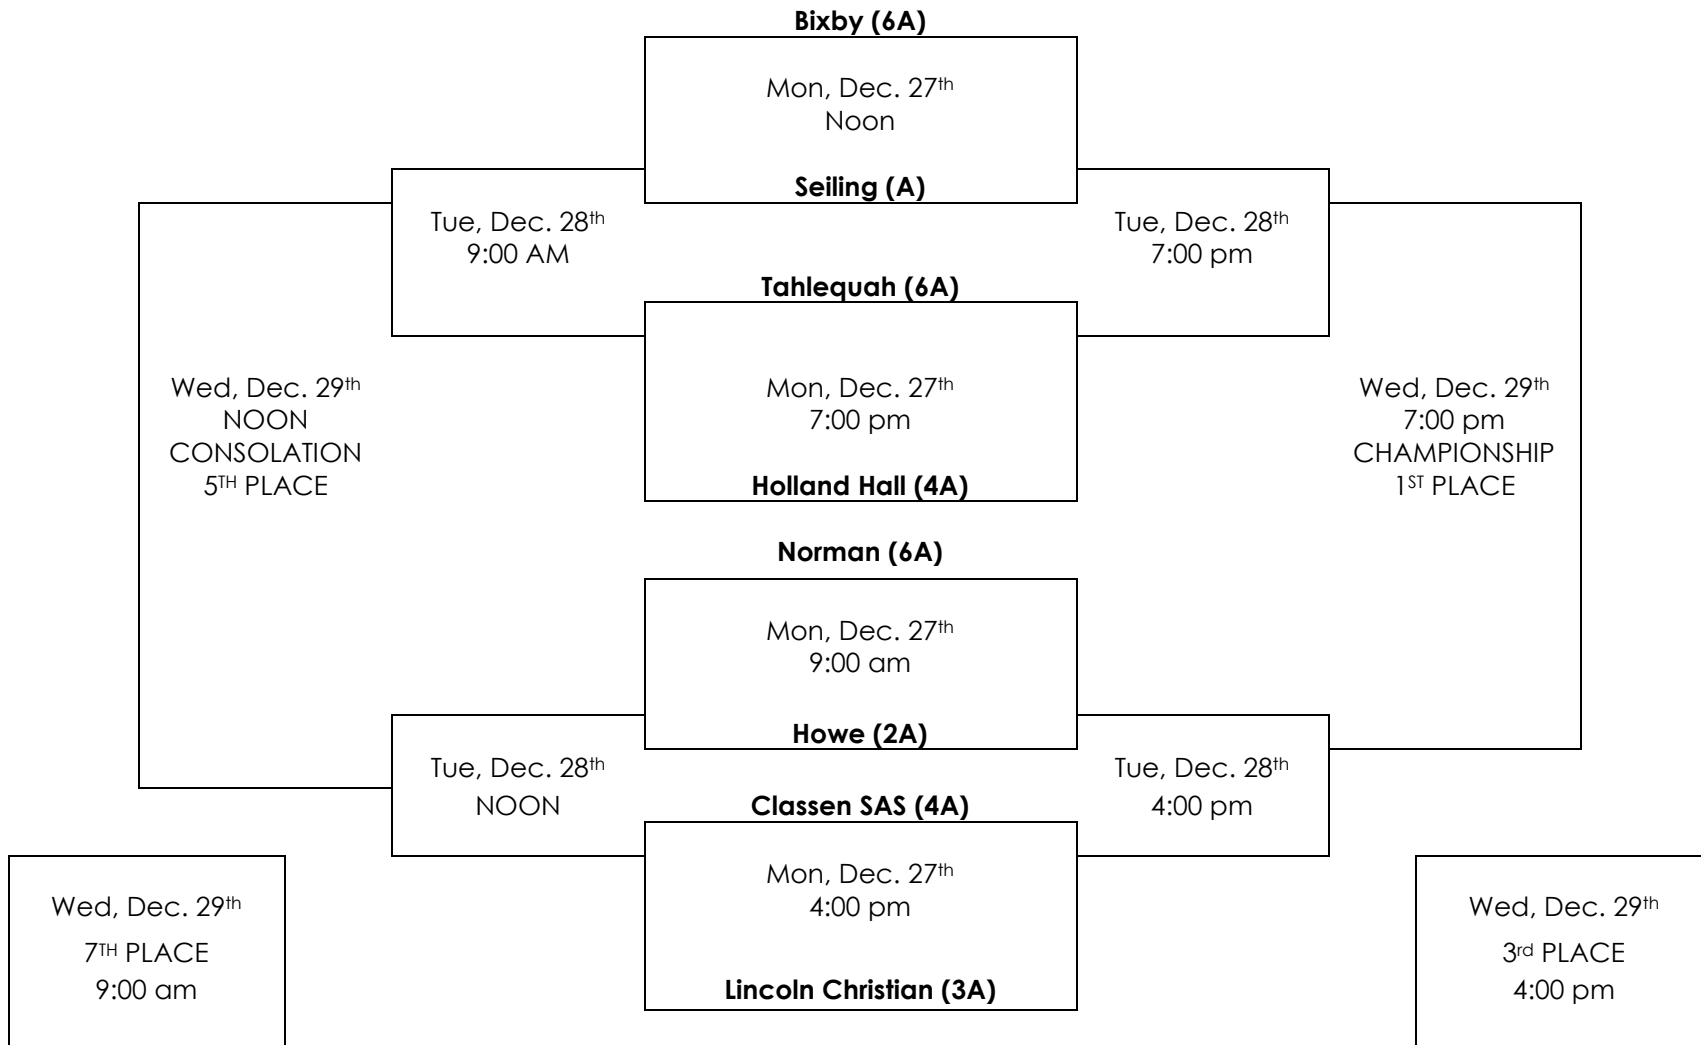 Bixby (6A)
Mon, Dec. 27th
Noon
Seiling (A)
Tue, Dec. 28th
9:00 AM
Tue, Dec. 28th
7:00 pm
Tahlequah (6A)
Mon, Dec. 27th
7:00 pm
Holland Hall (4A)
Wed, Dec. 29th
NOON
CONSOLATION
5TH PLACE
Wed, Dec. 29th
7:00 pm
CHAMPIONSHIP
1ST PLACE
Norman (6A)
Mon, Dec. 27th
9:00 am
Howe (2A)
Tue, Dec. 28th
NOON
Tue, Dec. 28th
4:00 pm
Classen SAS (4A)
Mon, Dec. 27th
4:00 pm
Lincoln Christian (3A)
Wed, Dec. 29th
7TH PLACE
9:00 am
Wed, Dec. 29th
3rd PLACE
4:00 pm